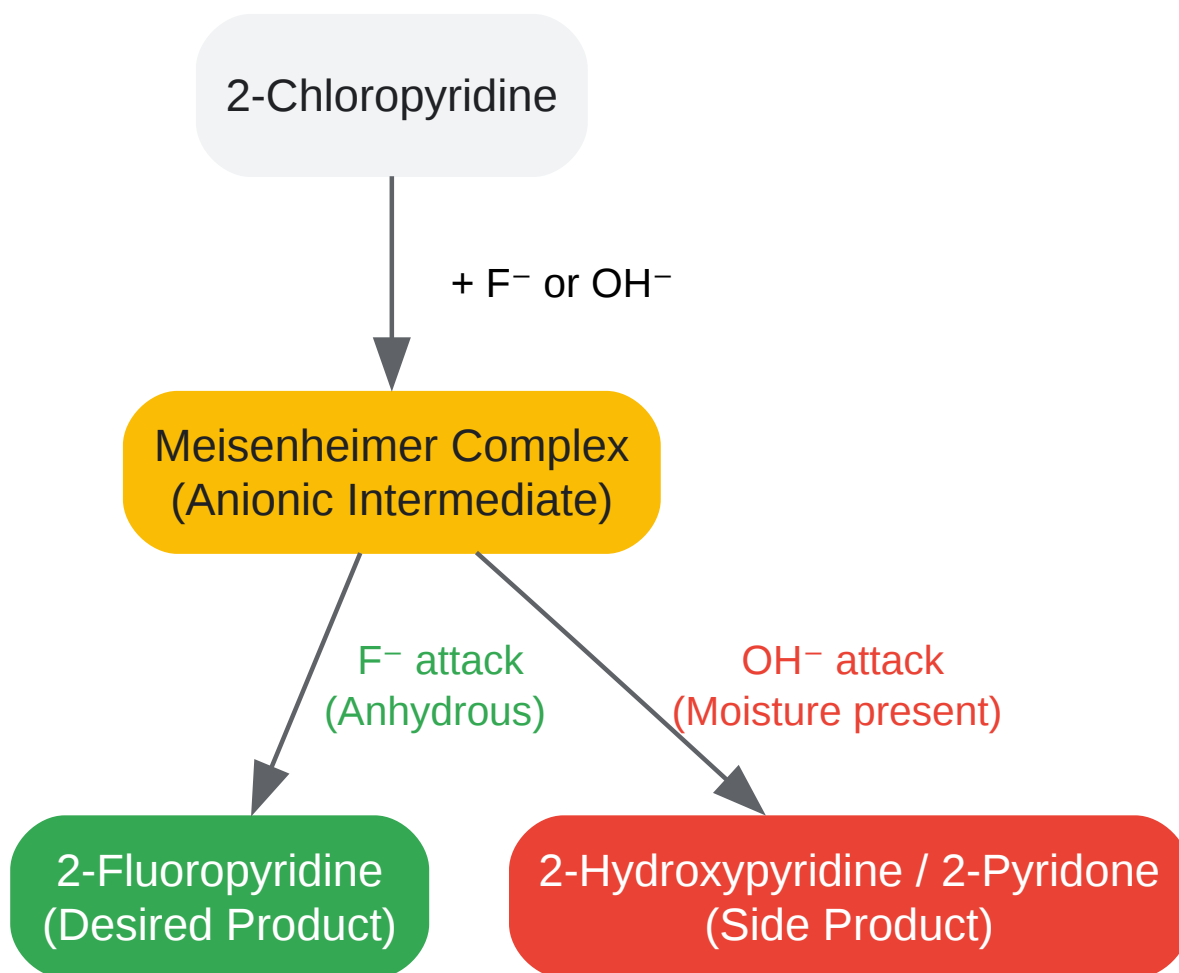 2-Chloropyridine
+ F⁻ or OH⁻
Meisenheimer Complex
(Anionic Intermediate)
F⁻ attack
(Anhydrous)
OH⁻ attack
(Moisture present)
2-Fluoropyridine
(Desired Product)
2-Hydroxypyridine / 2-Pyridone
(Side Product)